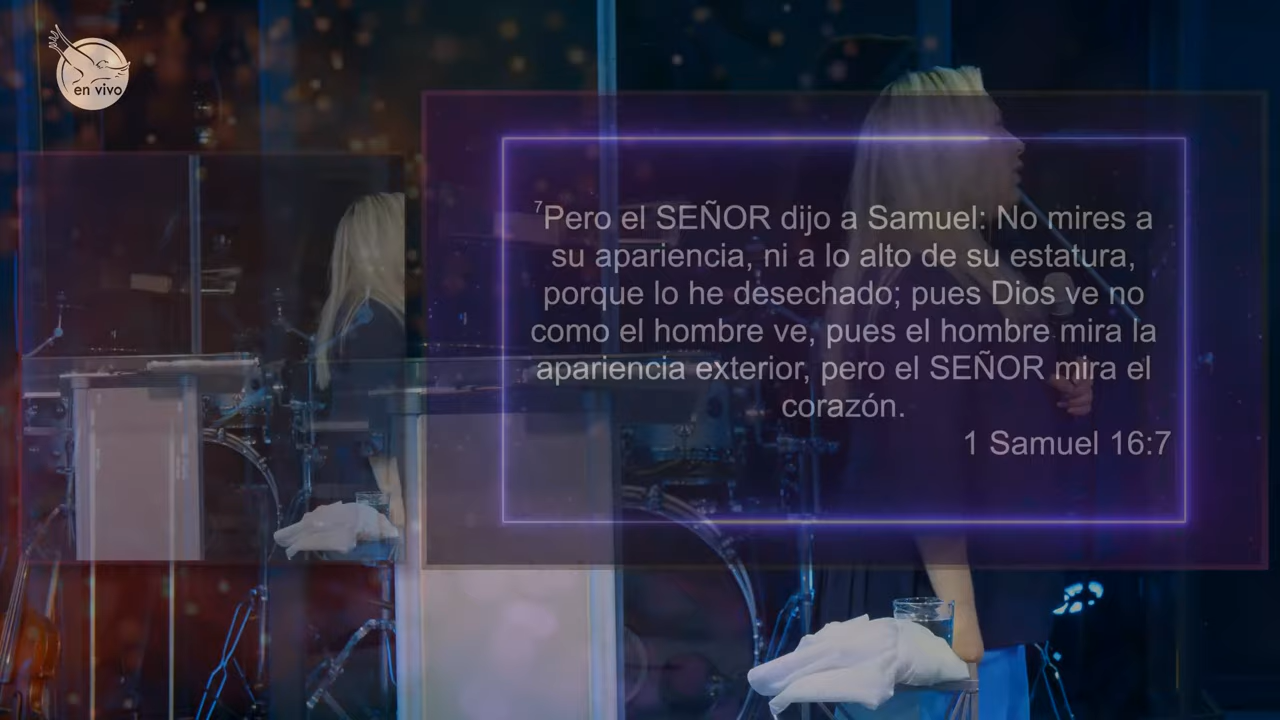 en vivo
⁷Pero el SEÑOR dijo a Samuel: No mires a
su apariencia, ni a lo alto de su estatura,
porque lo he desechado; pues Dios ve no
como el hombre ve, pues el hombre mira la
apariencia exterior, pero el SEÑOR mira el
corazón.
1 Samuel 16:7